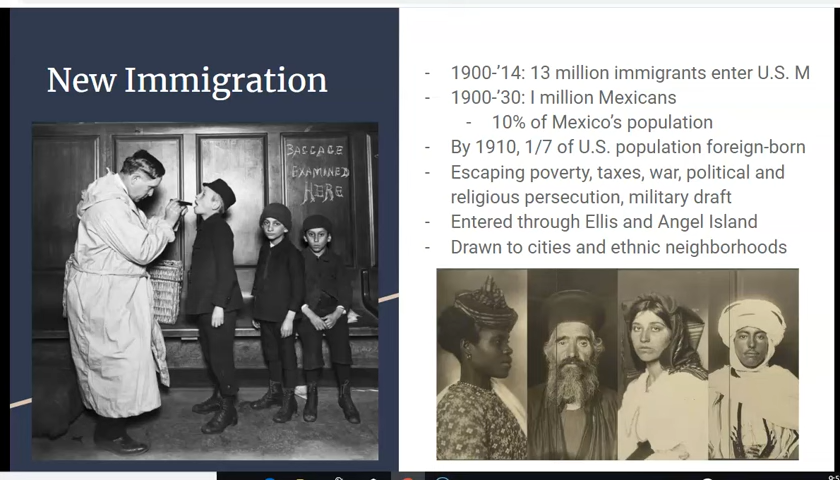 New Immigration
BAGGAGE
EXAMINED
HERE
- 1900-’14: 13 million immigrants enter U.S. M
- 1900-’30: I million Mexicans
- 10% of Mexico’s population
- By 1910, 1/7 of U.S. population foreign-born
- Escaping poverty, taxes, war, political and
religious persecution, military draft
- Entered through Ellis and Angel Island
- Drawn to cities and ethnic neighborhoods